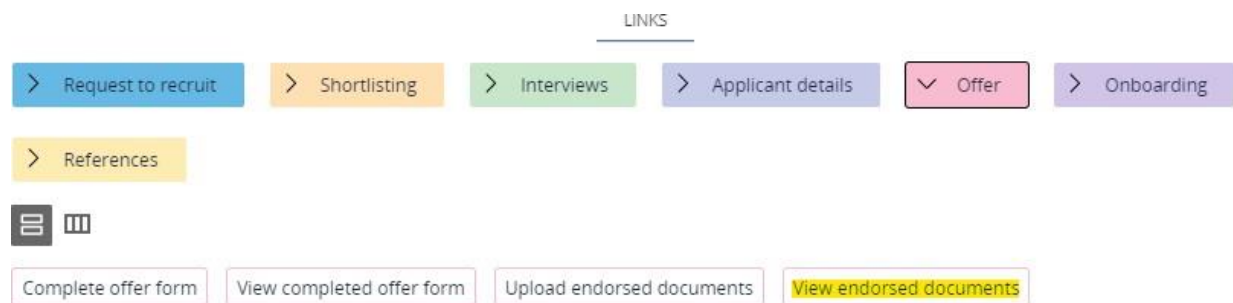 LINKS
Request to recruit Shortlisting Interviews Applicant details Offer Onboarding
References
Complete offer form View completed offer form Upload endorsed documents View endorsed documents